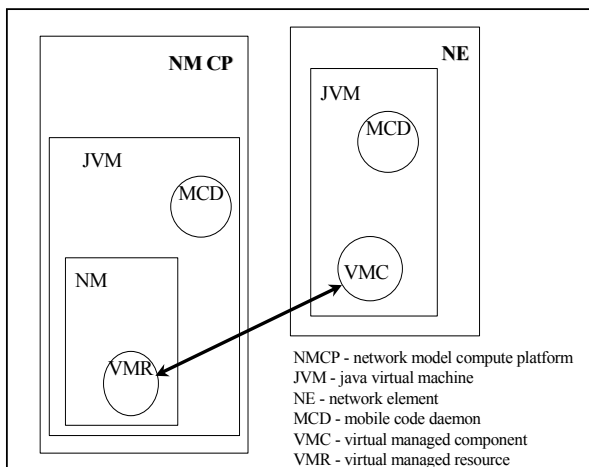 NM CP
JVM
MCD
NM
VMR
NE
JVM
MCD
VMC
NMCP - network model compute platform
JVM - java virtual machine
NE - network element
MCD - mobile code daemon
VMC - virtual managed component
VMR - virtual managed resource